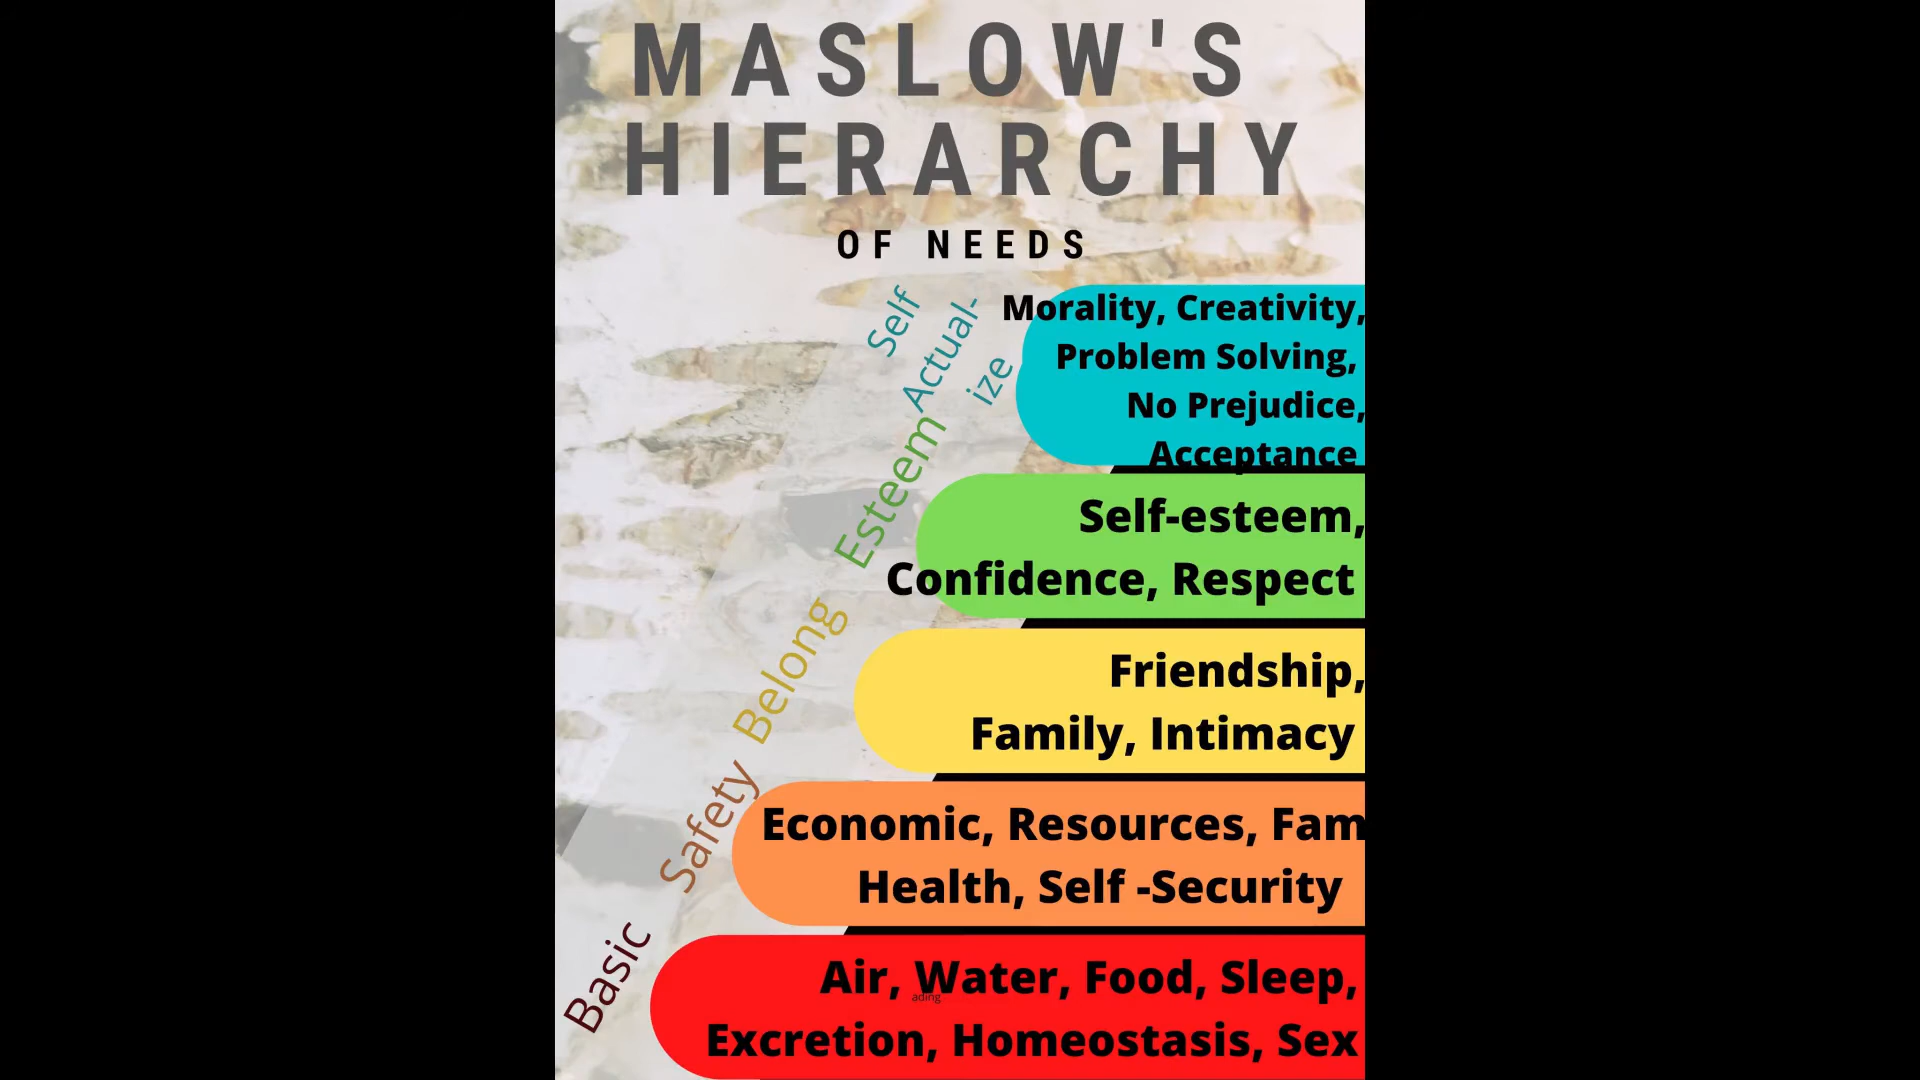 MASLOW'S
HIERARCHY
OF NEEDS
Self
Actual-
ize
Morality, Creativity,
Problem Solving,
No Prejudice,
Acceptance
Esteem
Self-esteem,
Confidence, Respect
Belong
Friendship,
Family, Intimacy
Safety
Economic, Resources, Fam
Health, Self -Security
Basic
Air, Water, Food, Sleep,
ading
Excretion, Homeostasis, Sex